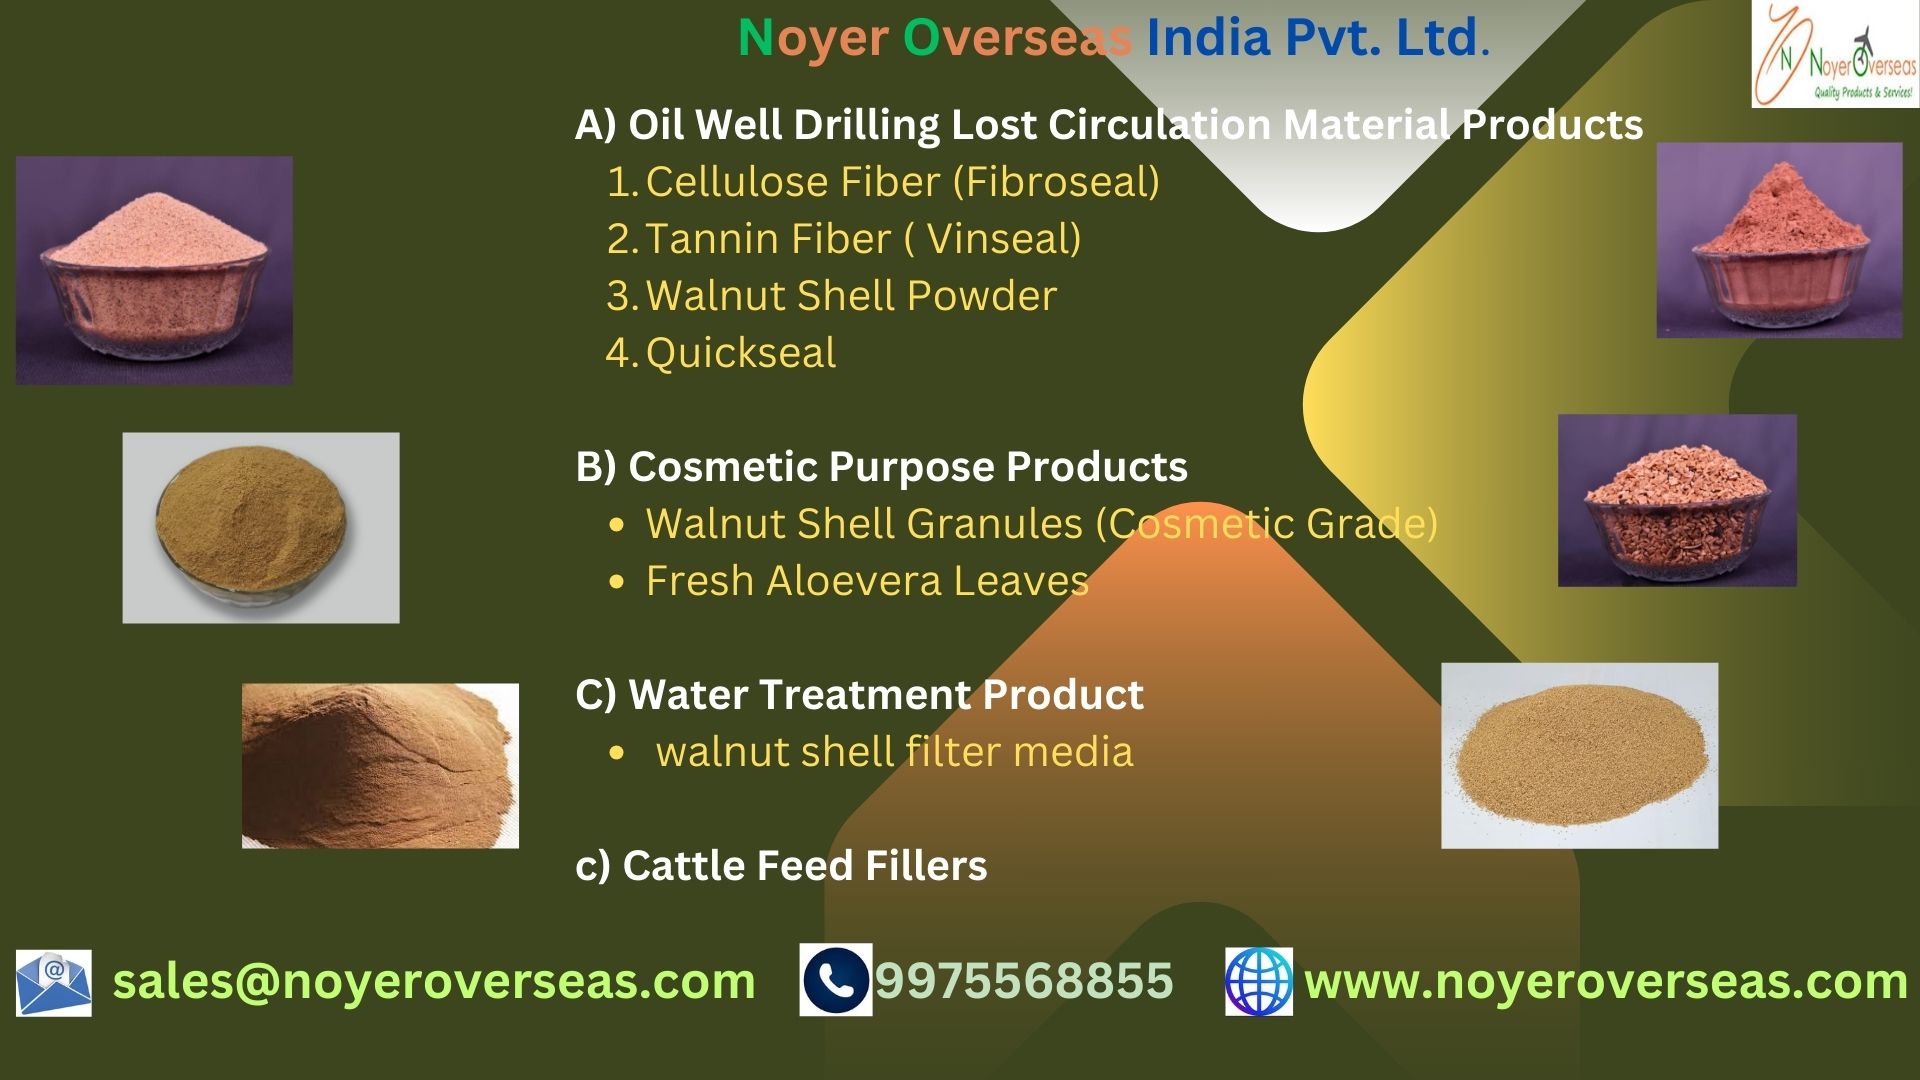 Noyer Overseas India Pvt. Ltd.
Noyer Overseas
Quality Products & Services!
A) Oil Well Drilling Lost Circulation Material Products
1. Cellulose Fiber (Fibroseal)
2. Tannin Fiber ( Vinseal)
3. Walnut Shell Powder
4. Quickseal
B) Cosmetic Purpose Products
• Walnut Shell Granules (Cosmetic Grade)
• Fresh Aloevera Leaves
C) Water Treatment Product
• walnut shell filter media
c) Cattle Feed Fillers
sales@noyeroverseas.com
9975568855
www.noyeroverseas.com